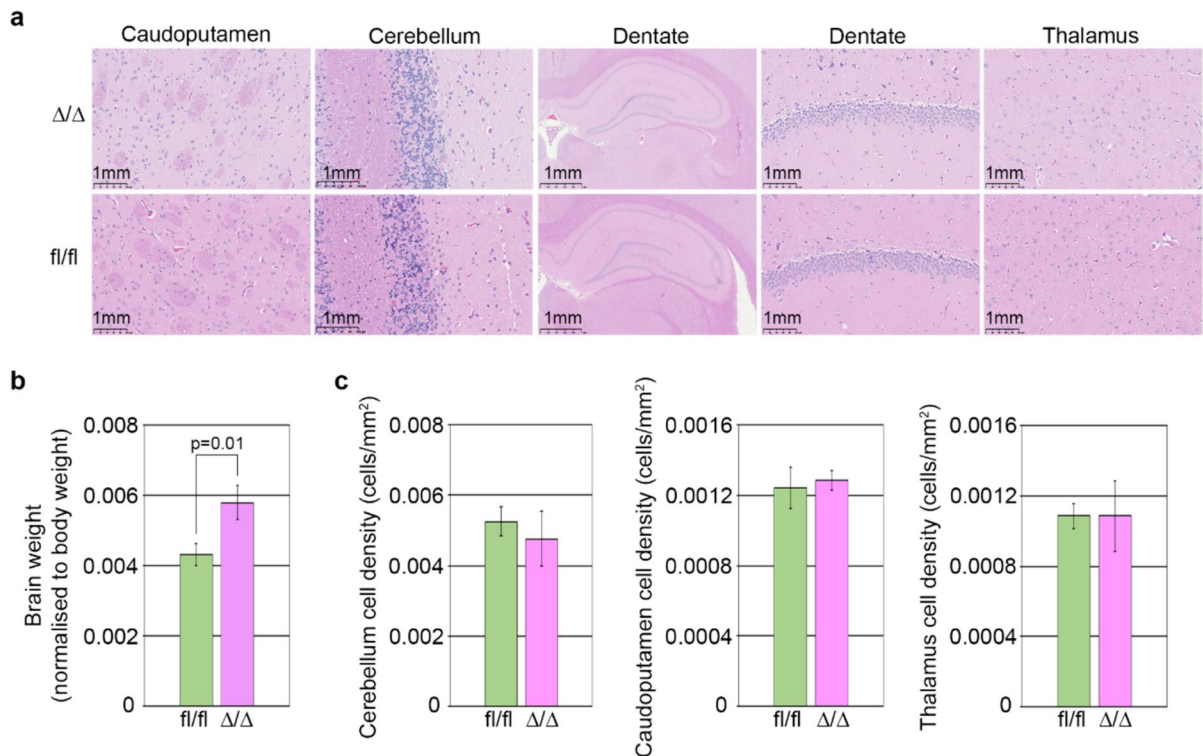 a
Caudoputamen Cerebellum Dentate Dentate Thalamus
Δ/Δ
1mm 1mm 1mm 1mm 1mm
fl/fl
1mm 1mm 1mm 1mm 1mm
b
Brain weight
(normalised to body weight)
0.008
0.006
0.004
0.002
0
p=0.01
fl/fl Δ/Δ
c
Cerebellum cell density (cells/mm²)
0.008
0.006
0.004
0.002
0
fl/fl Δ/Δ
Caudoputamen cell density (cells/mm²)
0.0016
0.0012
0.0008
0.0004
0
fl/fl Δ/Δ
Thalamus cell density (cells/mm²)
0.0016
0.0012
0.0008
0.0004
0
fl/fl Δ/Δ